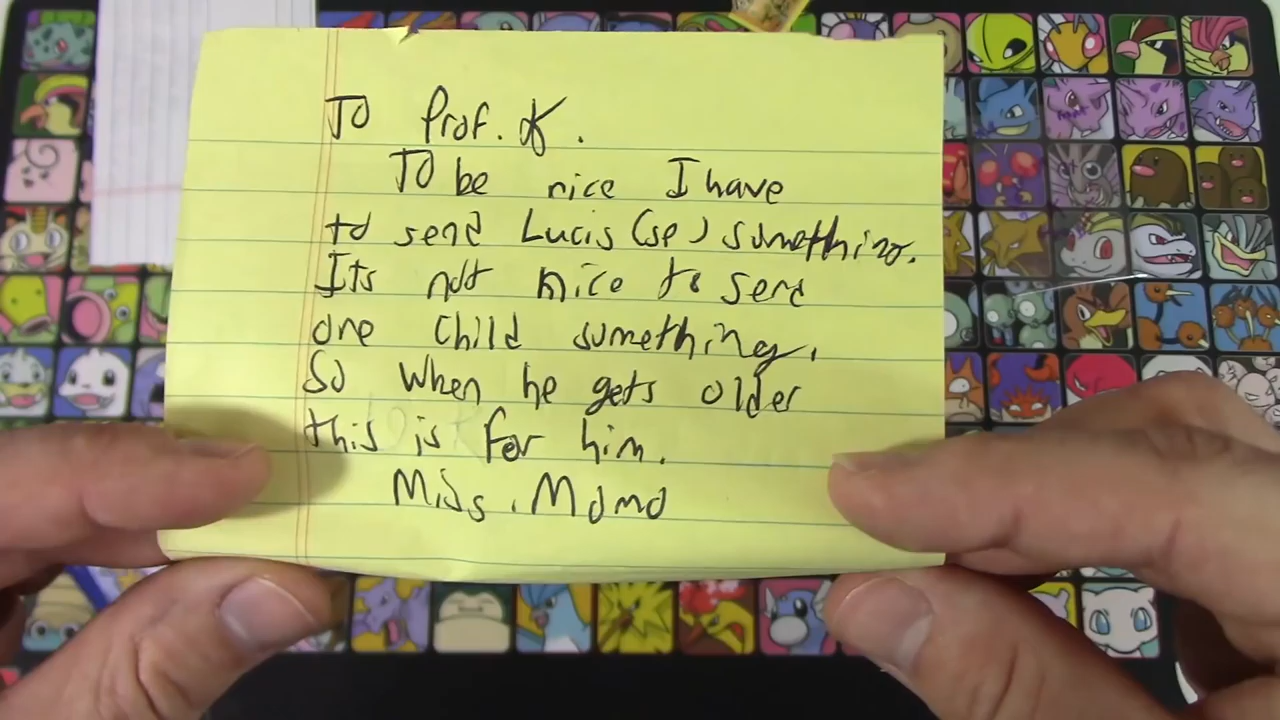 To Prof. K.
To be nice I have
to send Lucis (sp) something.
Its not nice to send
one child something.
So when he gets older
this is for him.
Miss. Momo